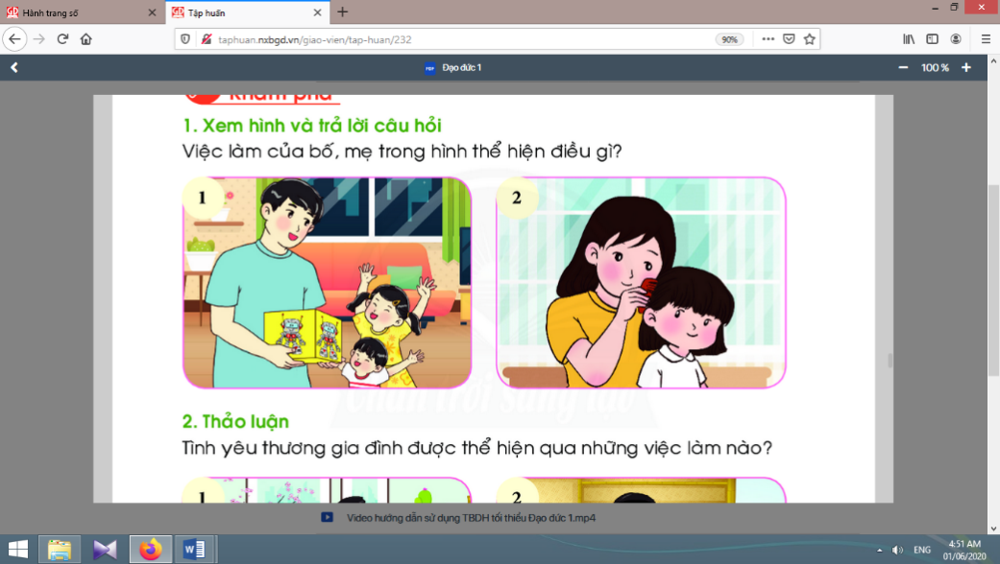 Hành trang số
Tập huấn
taphuan.nxbgd.vn/giao-vien/tap-huan/232
90%
PDF
Đạo đức 1
100 %
Khám phá
1. Xem hình và trả lời câu hỏi
Việc làm của bố, mẹ trong hình thể hiện điều gì?
1
2
2. Thảo luận
Tình yêu thương gia đình được thể hiện qua những việc làm nào?
1
2
Video hướng dẫn sử dụng TBDH tối thiểu Đạo đức 1.mp4
ENG
4:51 AM
01/06/2020